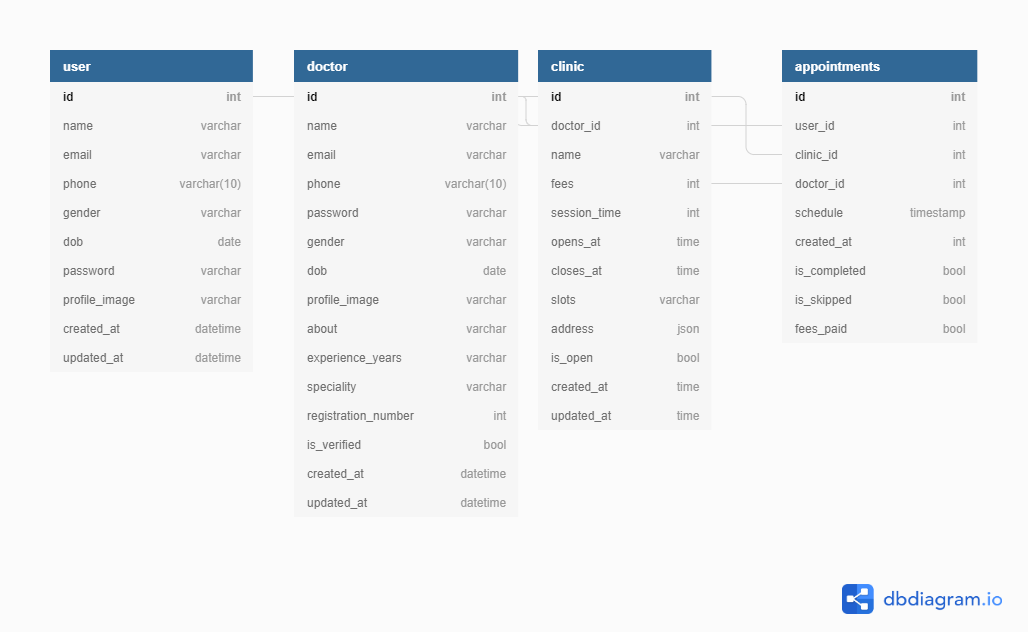 user
id int
name varchar
email varchar
phone varchar(10)
gender varchar
dob date
password varchar
profile_image varchar
created_at datetime
updated_at datetime
doctor
id int
name varchar
email varchar
phone varchar(10)
password varchar
gender varchar
dob date
profile_image varchar
about varchar
experience_years varchar
speciality varchar
registration_number int
is_verified bool
created_at datetime
updated_at datetime
clinic
id int
doctor_id int
name varchar
fees int
session_time int
opens_at time
closes_at time
slots varchar
address json
is_open bool
created_at time
updated_at time
appointments
id int
user_id int
clinic_id int
doctor_id int
schedule timestamp
created_at int
is_completed bool
is_skipped bool
fees_paid bool
dbdiagram.io